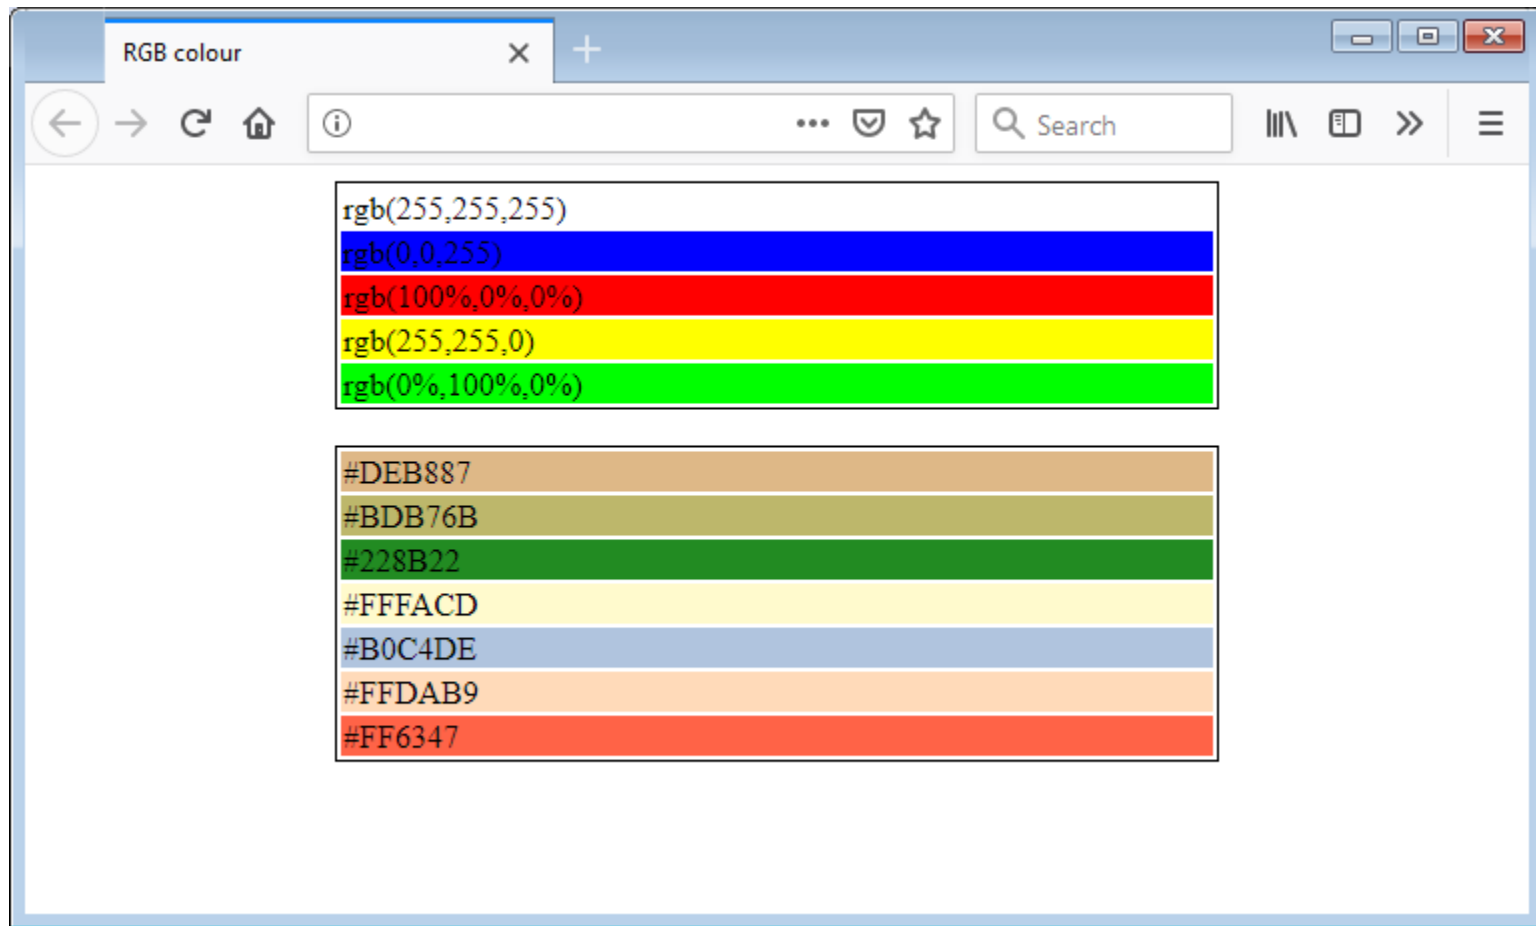 RGB colour
Search
rgb(255,255,255)
rgb(0,0,255)
rgb(100%,0%,0%)
rgb(255,255,0)
rgb(0%,100%,0%)
#DEB887
#BDB76B
#228B22
#FFFACD
#B0C4DE
#FFDAB9
#FF6347